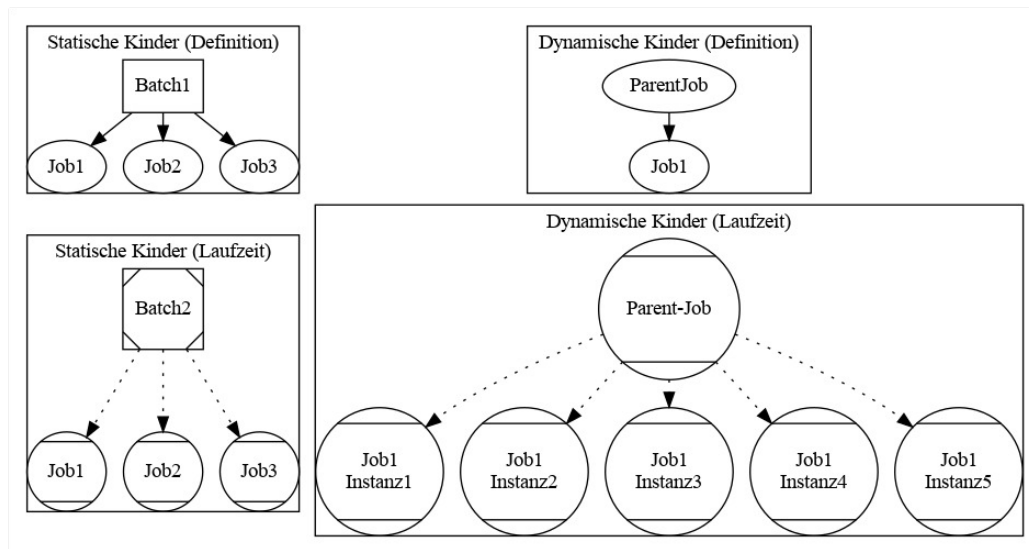 Statische Kinder (Definition)
Batch1
Job1
Job2
Job3
Dynamische Kinder (Definition)
ParentJob
Job1
Statische Kinder (Laufzeit)
Batch2
Job1
Job2
Job3
Dynamische Kinder (Laufzeit)
Parent-Job
Job1
Instanz1
Job1
Instanz2
Job1
Instanz3
Job1
Instanz4
Job1
Instanz5